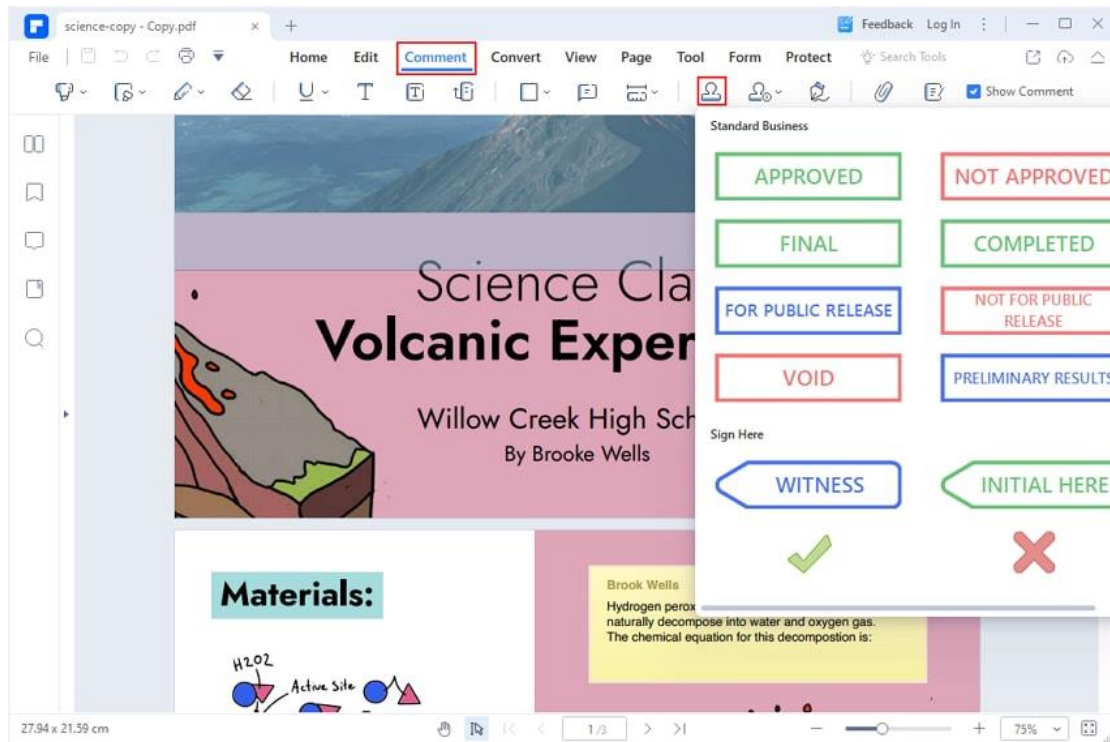 science-copy - Copy.pdf
Feedback Log In
File Home Edit Comment Convert View Page Tool Form Protect Search Tools
Show Comment
Standard Business
APPROVED NOT APPROVED
FINAL COMPLETED
FOR PUBLIC RELEASE NOT FOR PUBLIC
RELEASE
VOID PRELIMINARY RESULTS
Sign Here
WITNESS INITIAL HERE
Science Cla
Volcanic Exper
Willow Creek High Sch
By Brooke Wells
Materials:
H2O2
Active Site
Brook Wells
Hydrogen perox
naturally decompose into water and oxygen gas.
The chemical equation for this decompostion is:
27.94 x 21.59 cm 1/3 75%